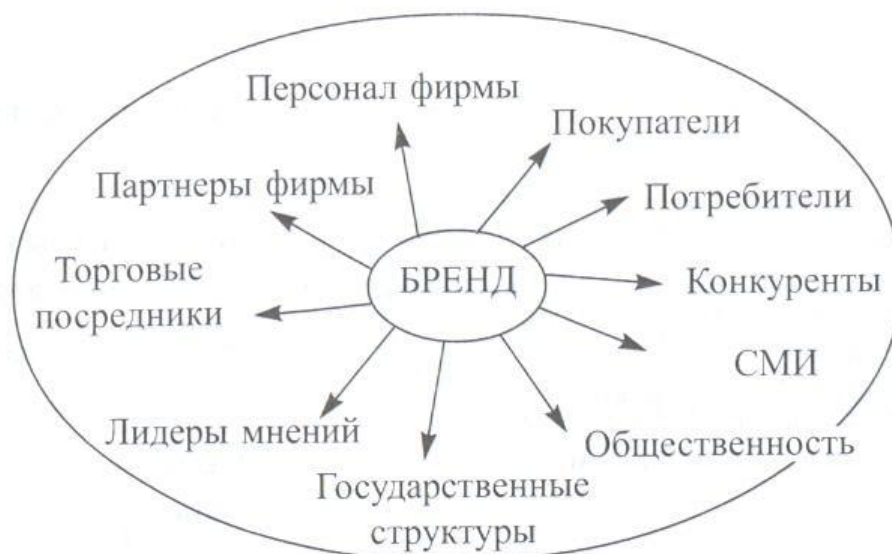 Персонал фирмы
Покупатели
Партнеры фирмы
Потребители
Торговые
посредники
БРЕНД
Конкуренты
СМИ
Лидеры мнений
Общественность
Государственные
структуры